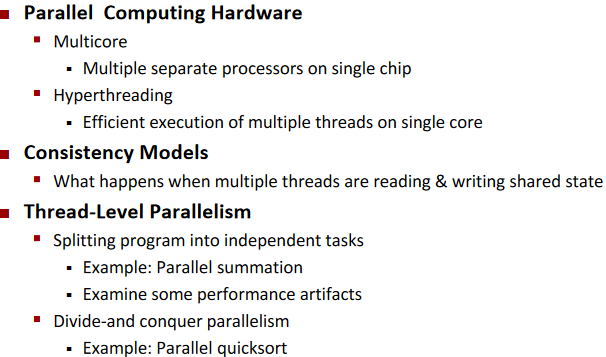 Parallel Computing Hardware
Multicore
Multiple separate processors on single chip
Hyperthreading
Efficient execution of multiple threads on single core
Consistency Models
What happens when multiple threads are reading & writing shared state
Thread-Level Parallelism
Splitting program into independent tasks
Example: Parallel summation
Examine some performance artifacts
Divide-and conquer parallelism
Example: Parallel quicksort